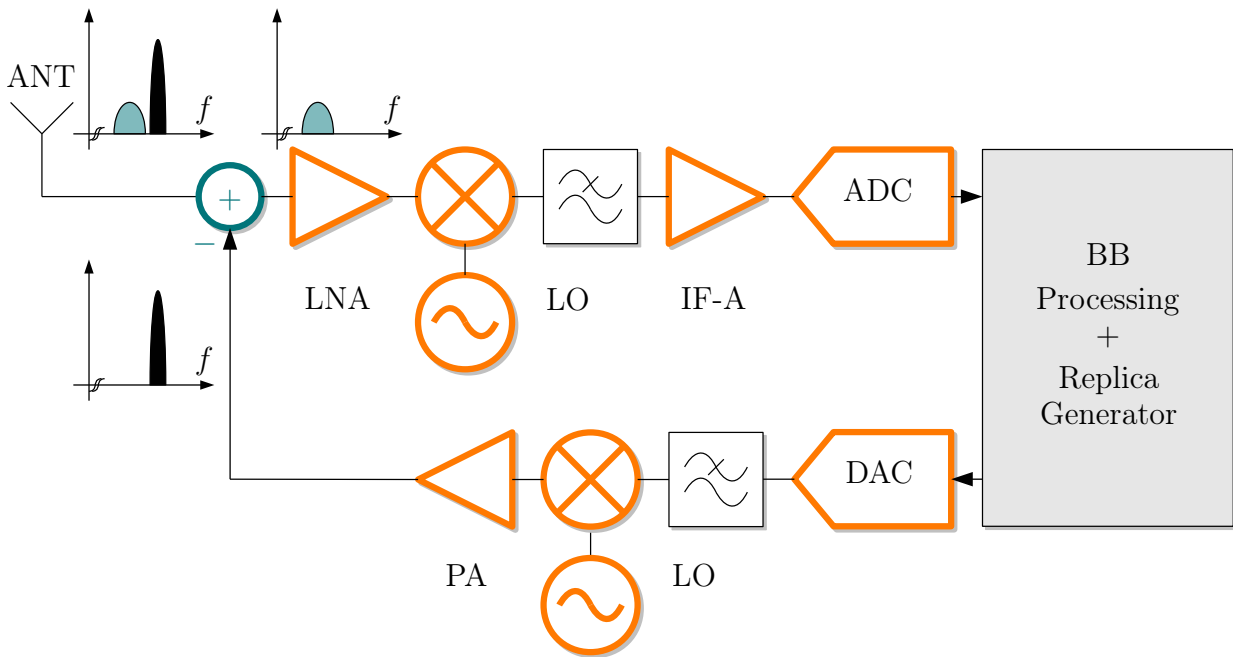 ANT
f
f
+
−
ADC
LNA
LO
IF-A
f
BB
Processing
+
Replica
Generator
DAC
PA
LO